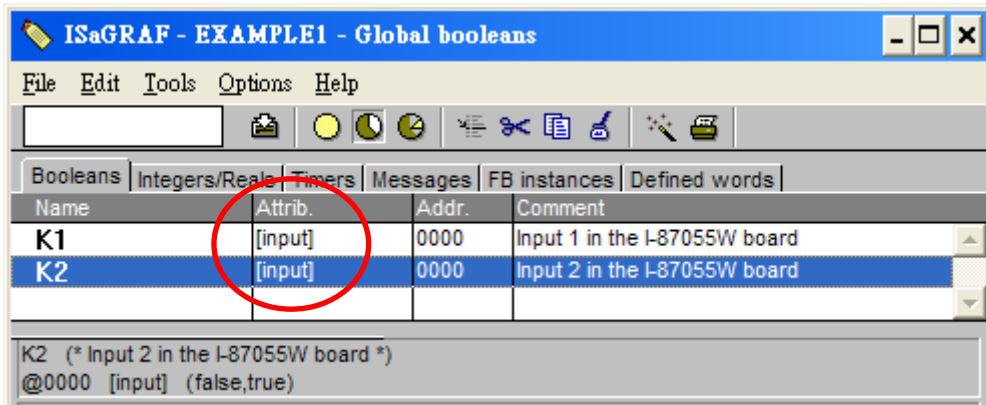 ISaGRAF - EXAMPLE1 - Global booleans
File Edit Tools Options Help
Booleans Integers/Reals Timers Messages FB instances Defined words
Name Attrib. Addr. Comment
K1 [input] 0000 Input 1 in the I-87055W board
K2 [input] 0000 Input 2 in the I-87055W board
K2 (* Input 2 in the I-87055W board *)
@0000 [input] (false,true)